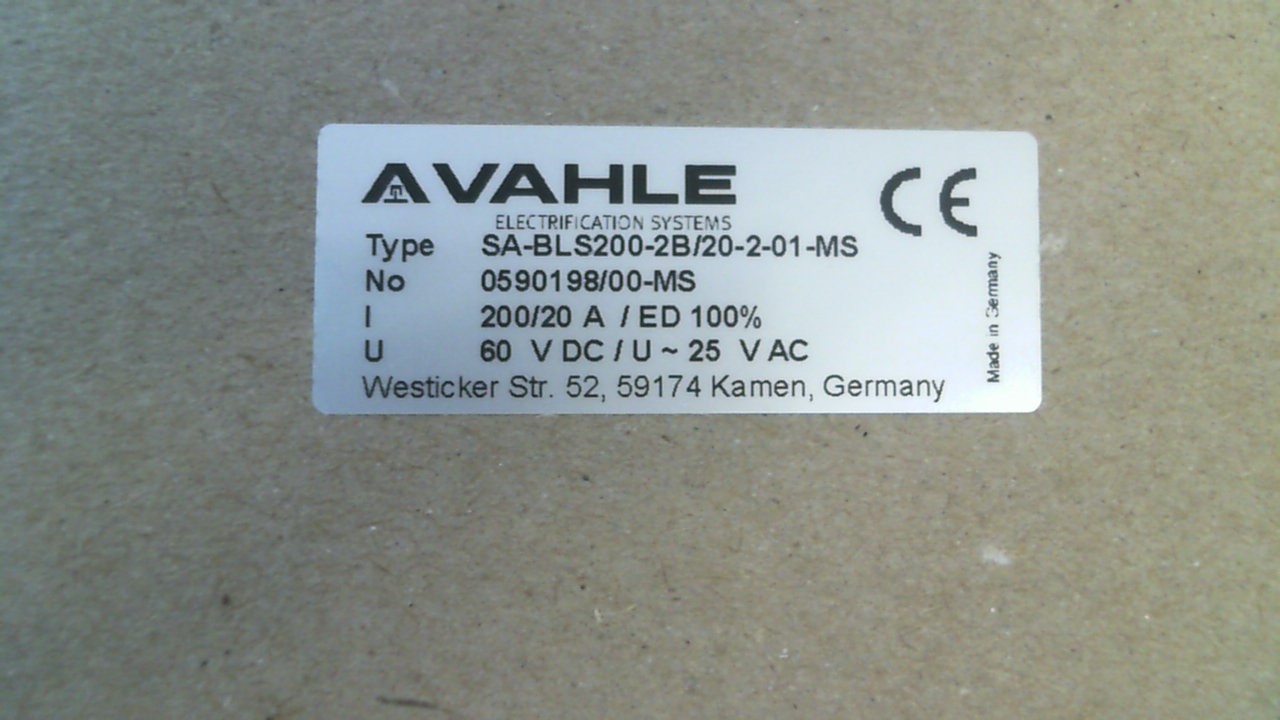 VAHLE
ELECTRIFICATION SYSTEMS
CE
Type SA-BLS200-2B/20-2-01-MS
No 0590198/00-MS
I 200/20 A / ED 100%
U 60 V DC / U ~ 25 V AC
Westicker Str. 52, 59174 Kamen, Germany
Made in Germany